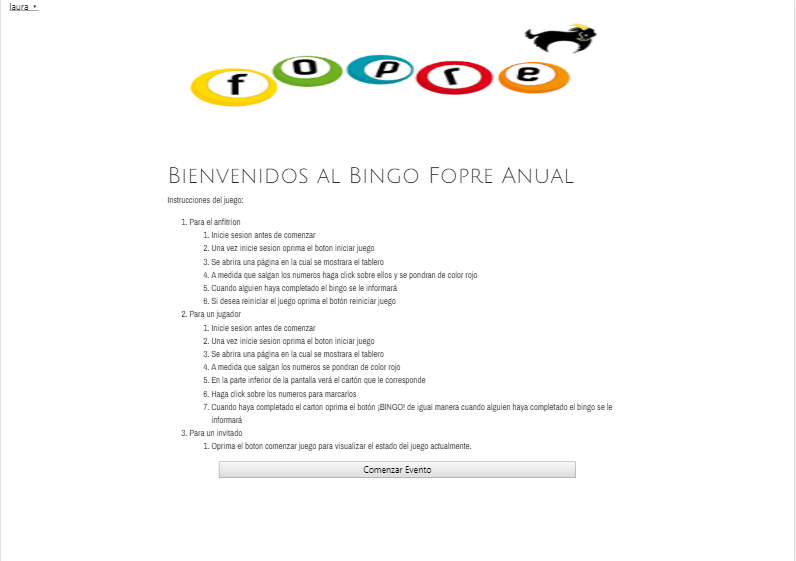 laura ▼
fopre
BIENVENIDOS AL BINGO FOPRE ANUAL
Instrucciones del juego:
1. Para el anfitrion
1. Inicie sesion antes de comenzar
2. Una vez inicie sesion oprima el boton iniciar juego
3. Se abrira una página en la cual se mostrara el tablero
4. A medida que salgan los numeros haga click sobre ellos y se pondran de color rojo
5. Cuando alguien haya completado el bingo se le informará
6. Si desea reiniciar el juego oprima el botón reiniciar juego
2. Para un jugador
1. Inicie sesion antes de comenzar
2. Una vez inicie sesion oprima el boton iniciar juego
3. Se abrira una página en la cual se mostrara el tablero
4. A medida que salgan los numeros se pondran de color rojo
5. En la parte inferior de la pantalla verá el cartón que le corresponde
6. Haga click sobre los numeros para marcarlos
7. Cuando haya completado el carton oprima el botón ¡BINGO! de igual manera cuando alguien haya completado el bingo se le
informará
3. Para un invitado
1. Oprima el boton comenzar juego para visualizar el estado del juego actualmente.
Comenzar Evento